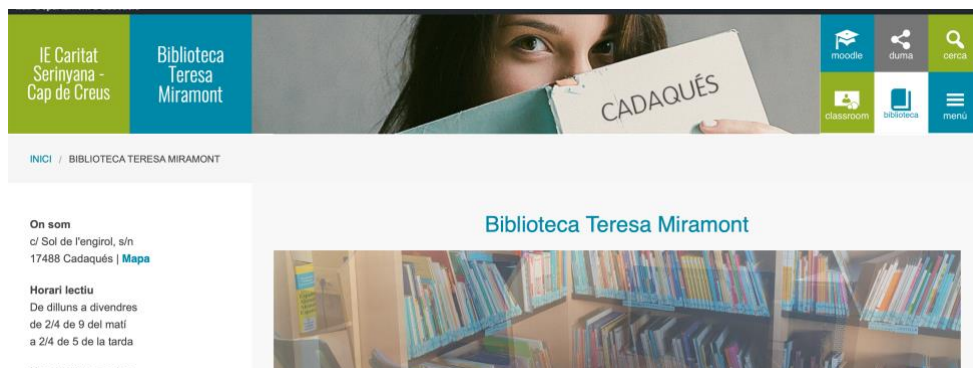 IE Caritat
Serinyana -
Cap de Creus
Biblioteca
Teresa
Miramont
CADAQUÉS
moodle
duma
cerca
classroom
biblioteca
menú
INICI / BIBLIOTECA TERESA MIRAMONT
On som
c/ Sol de l'engirol, s/n
17488 Cadaqués | Mapa
Horari lectiu
De dilluns a divendres
de 2/4 de 9 del matí
a 2/4 de 5 de la tarda
Biblioteca Teresa Miramont